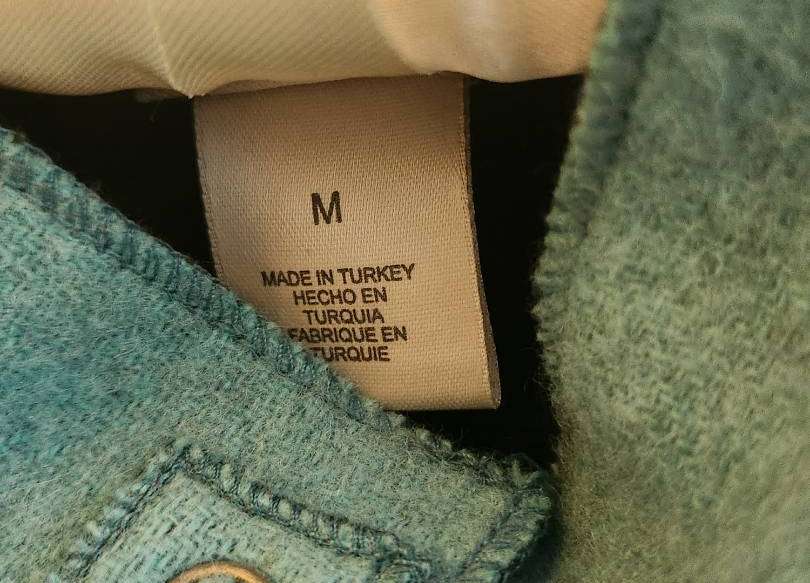 M
MADE IN TURKEY
HECHO EN
TURQUIA
FABRIQUE EN
TURQUIE